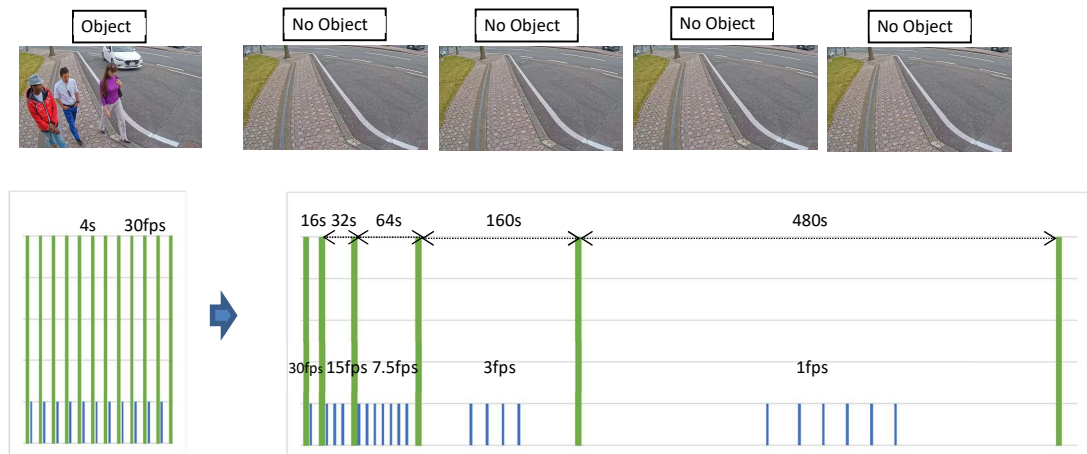 Object
No Object
No Object
No Object
No Object
4s 30fps
16s 32s 64s 160s 480s
30fps 15fps 7.5fps 3fps 1fps